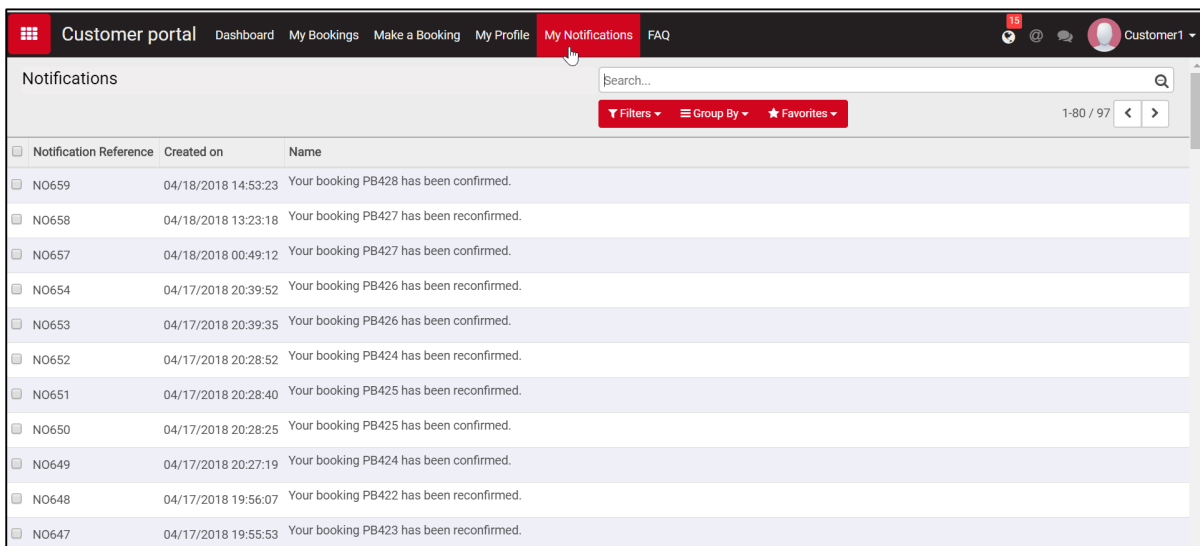 Customer portal Dashboard My Bookings Make a Booking My Profile My Notifications FAQ 15 @ Customer1
Notifications Search...
Filters Group By Favorites 1-80 / 97
Notification Reference Created on Name
NO659 04/18/2018 14:53:23 Your booking PB428 has been confirmed.
NO658 04/18/2018 13:23:18 Your booking PB427 has been reconfirmed.
NO657 04/18/2018 00:49:12 Your booking PB427 has been confirmed.
NO654 04/17/2018 20:39:52 Your booking PB426 has been reconfirmed.
NO653 04/17/2018 20:39:35 Your booking PB426 has been confirmed.
NO652 04/17/2018 20:28:52 Your booking PB424 has been reconfirmed.
NO651 04/17/2018 20:28:40 Your booking PB425 has been reconfirmed.
NO650 04/17/2018 20:28:25 Your booking PB425 has been confirmed.
NO649 04/17/2018 20:27:19 Your booking PB424 has been confirmed.
NO648 04/17/2018 19:56:07 Your booking PB422 has been reconfirmed.
NO647 04/17/2018 19:55:53 Your booking PB423 has been reconfirmed.